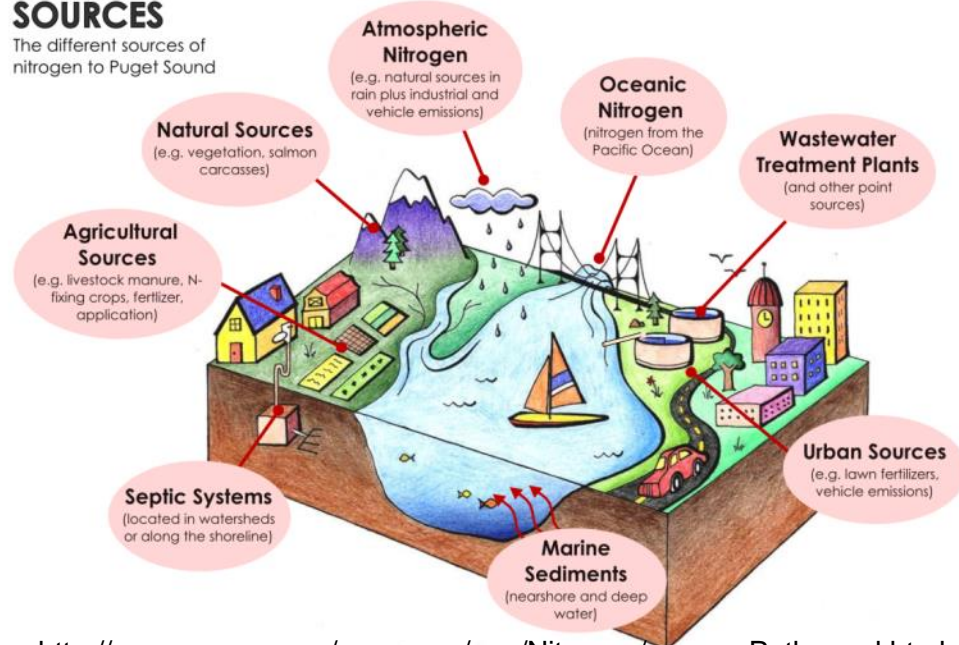 SOURCES
The different sources of
nitrogen to Puget Sound
Atmospheric
Nitrogen
(e.g. natural sources in
rain plus industrial and
vehicle emissions)
Oceanic
Nitrogen
(nitrogen from the
Pacific Ocean)
Natural Sources
(e.g. vegetation, salmon
carcasses)
Wastewater
Treatment Plants
(and other point
sources)
Agricultural
Sources
(e.g. livestock manure, N-
fixing crops, fertlizer,
application)
Urban Sources
(e.g. lawn fertilizers,
vehicle emissions)
Septic Systems
(located in watersheds
or along the shoreline)
Marine
Sediments
(nearshore and deep
water)